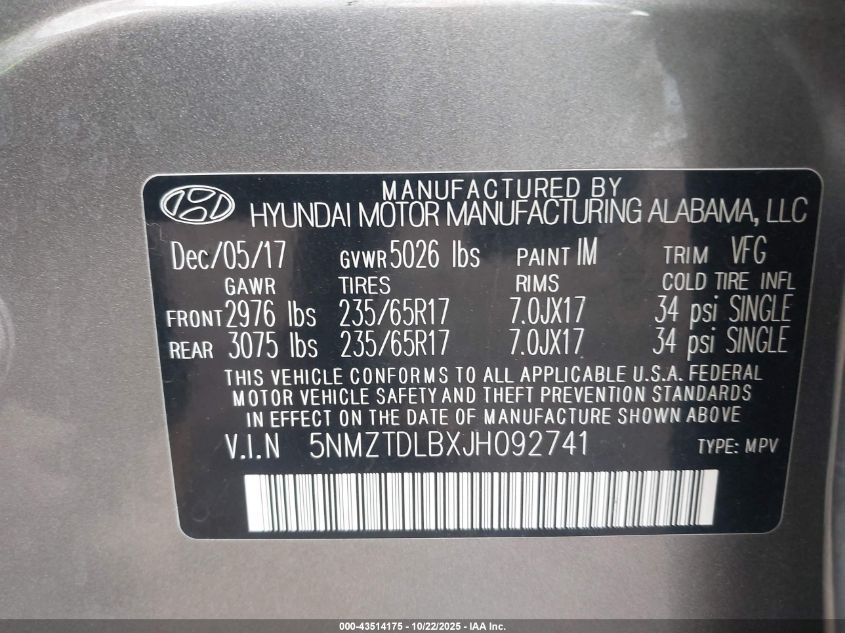 MANUFACTURED BY
HYUNDAI MOTOR MANUFACTURING ALABAMA, LLC
Dec/05/17 GVWR 5026 lbs PAINT IM TRIM VFG
GAWR TIRES RIMS COLD TIRE INFL
FRONT 2976 lbs 235/65R17 7.0JX17 34 psi SINGLE
REAR 3075 lbs 235/65R17 7.0JX17 34 psi SINGLE
THIS VEHICLE CONFORMS TO ALL APPLICABLE U.S.A. FEDERAL
MOTOR VEHICLE SAFETY AND THEFT PREVENTION STANDARDS
IN EFFECT ON THE DATE OF MANUFACTURE SHOWN ABOVE
V.I.N 5NMZTDLBXJH092741 TYPE: MPV
000-43514175 - 10/22/2025 - IAA Inc.